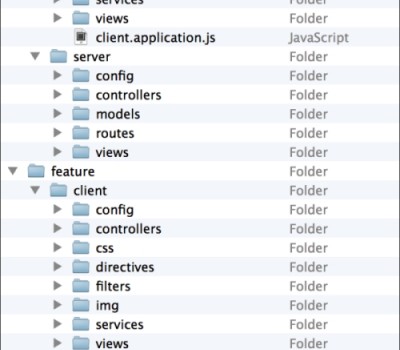 services Folder
views Folder
client.application.js JavaScript
server Folder
config Folder
controllers Folder
models Folder
routes Folder
views Folder
feature Folder
client Folder
config Folder
controllers Folder
css Folder
directives Folder
filters Folder
img Folder
services Folder
views Folder